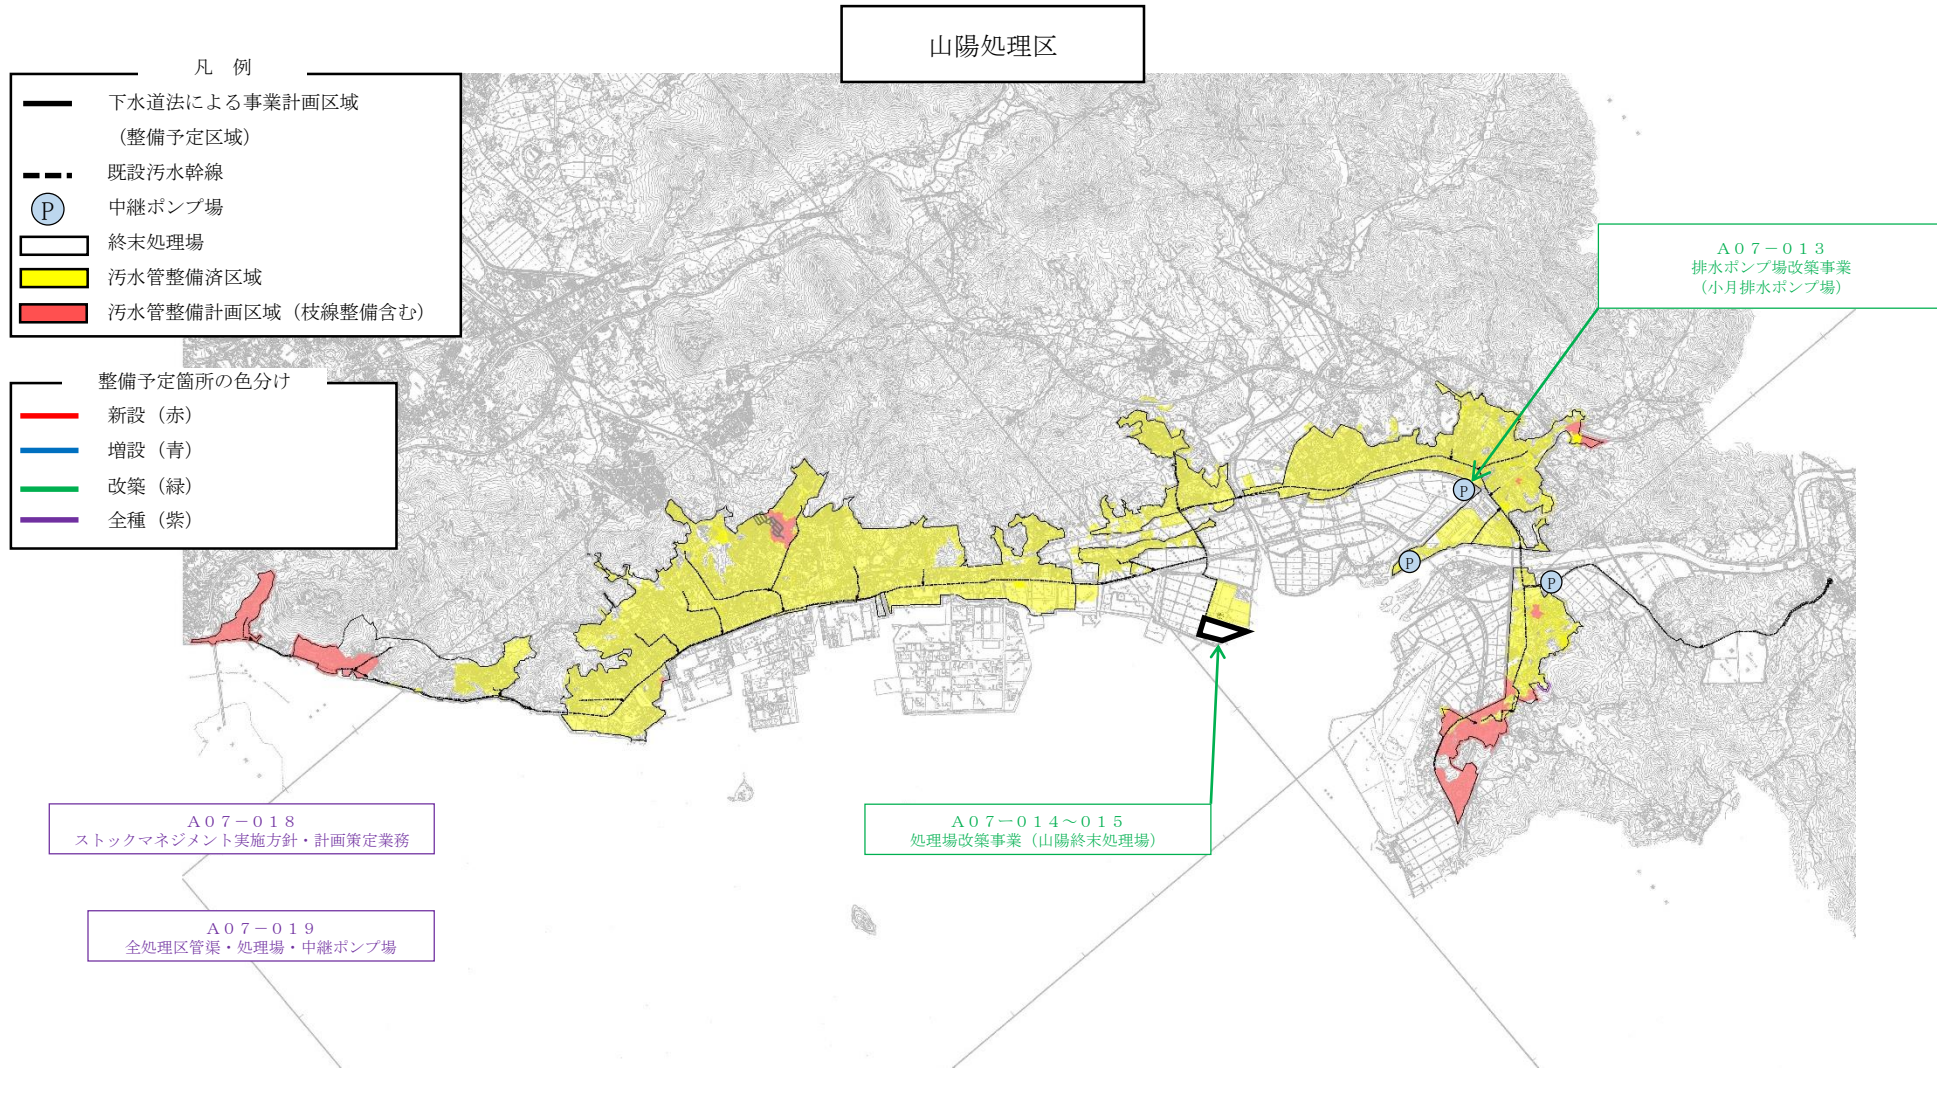 山陽処理区
凡 例
下水道法による事業計画区域
（整備予定区域）
既設汚水幹線
P
中継ポンプ場
終末処理場
汚水管整備済区域
汚水管整備計画区域（枝線整備含む）
整備予定箇所の色分け
新設（赤）
増設（青）
改築（緑）
全種（紫）
Ａ０７－０１３
排水ポンプ場改築事業
（小月排水ポンプ場）
P
P
P
Ａ０７－０１８
ストックマネジメント実施方針・計画策定業務
Ａ０７ー０１４～０１５
処理場改築事業（山陽終末処理場）
Ａ０７－０１９
全処理区管渠・処理場・中継ポンプ場